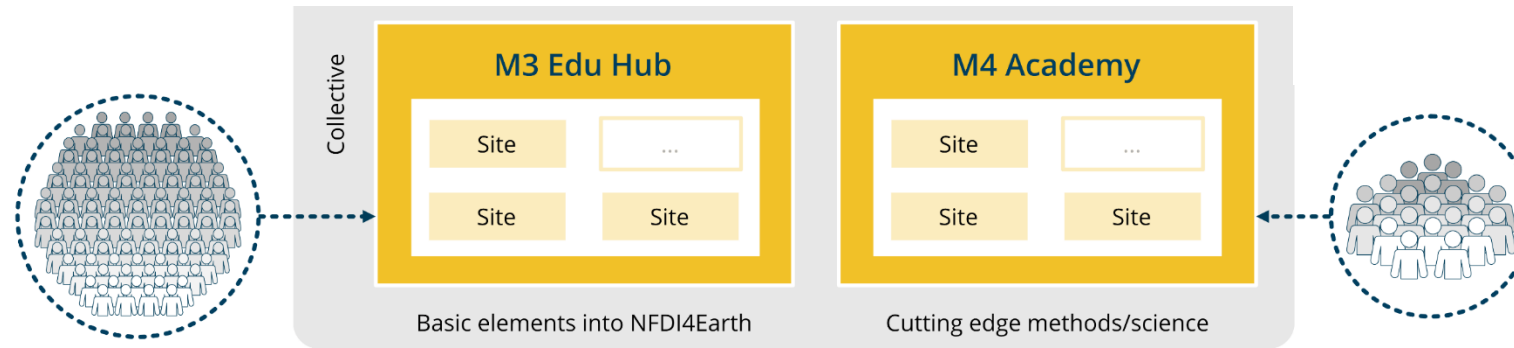 Collective
M3 Edu Hub
Site
...
Site
Site
Basic elements into NFDI4Earth
M4 Academy
Site
...
Site
Site
Cutting edge methods/science